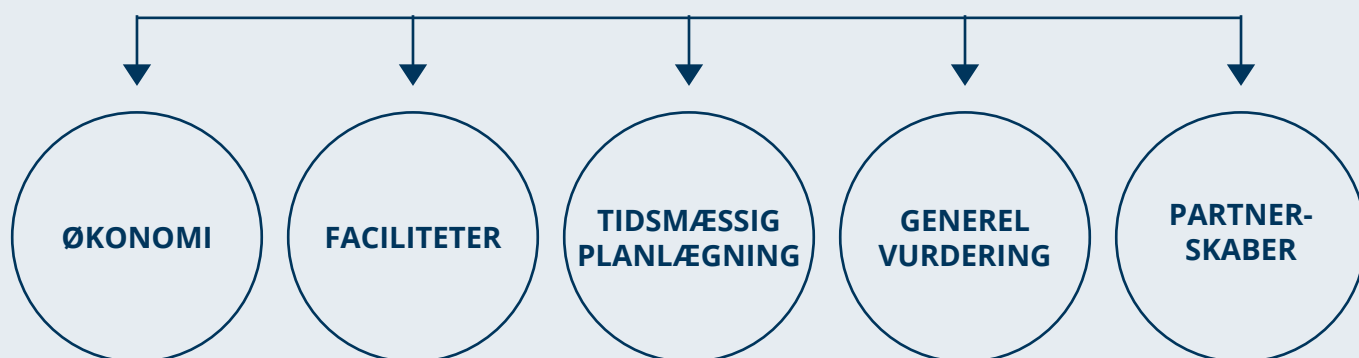 ØKONOMI
FACILITETER
TIDSMÆSSIG
PLANLÆGNING
GENEREL
VURDERING
PARTNER-
SKABER